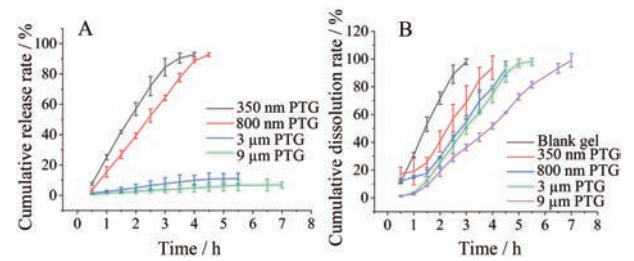 A
Cumulative release rate / %
100
80
60
40
20
0
350 nm PTG
800 nm PTG
3 μm PTG
9 μm PTG
0 1 2 3 4 5 6 7 8
Time / h
B
Cumulative dissolution rate / %
120
100
80
60
40
20
0
Blank gel
350 nm PTG
800 nm PTG
3 μm PTG
9 μm PTG
0 1 2 3 4 5 6 7 8
Time / h